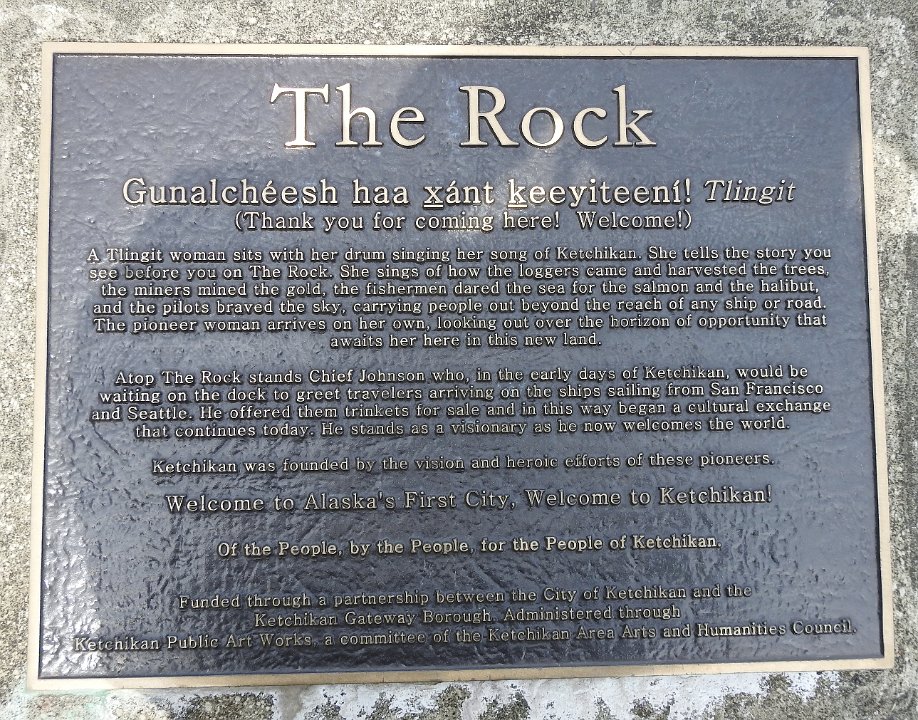 The Rock
Gunalchéesh haa x̲ánt k̲eeyiteení! Tlingit
(Thank you for coming here! Welcome!)
A Tlingit woman sits with her drum singing her song of Ketchikan. She tells the story you
see before you on The Rock. She sings of how the loggers came and harvested the trees,
the miners mined the gold, the fishermen dared the sea for the salmon and the halibut,
and the pilots braved the sky, carrying people out beyond the reach of any ship or road.
The pioneer woman arrives on her own, looking out over the horizon of opportunity that
awaits her here in this new land.
Atop The Rock stands Chief Johnson who, in the early days of Ketchikan, would be
waiting on the dock to greet travelers arriving on the ships sailing from San Francisco
and Seattle. He offered them trinkets for sale and in this way began a cultural exchange
that continues today. He stands as a visionary as he now welcomes the world.
Ketchikan was founded by the vision and heroic efforts of these pioneers.
Welcome to Alaska's First City, Welcome to Ketchikan!
Of the People, by the People, for the People of Ketchikan.
Funded through a partnership between the City of Ketchikan and the
Ketchikan Gateway Borough. Administered through
Ketchikan Public Art Works, a committee of the Ketchikan Area Arts and Humanities Council.